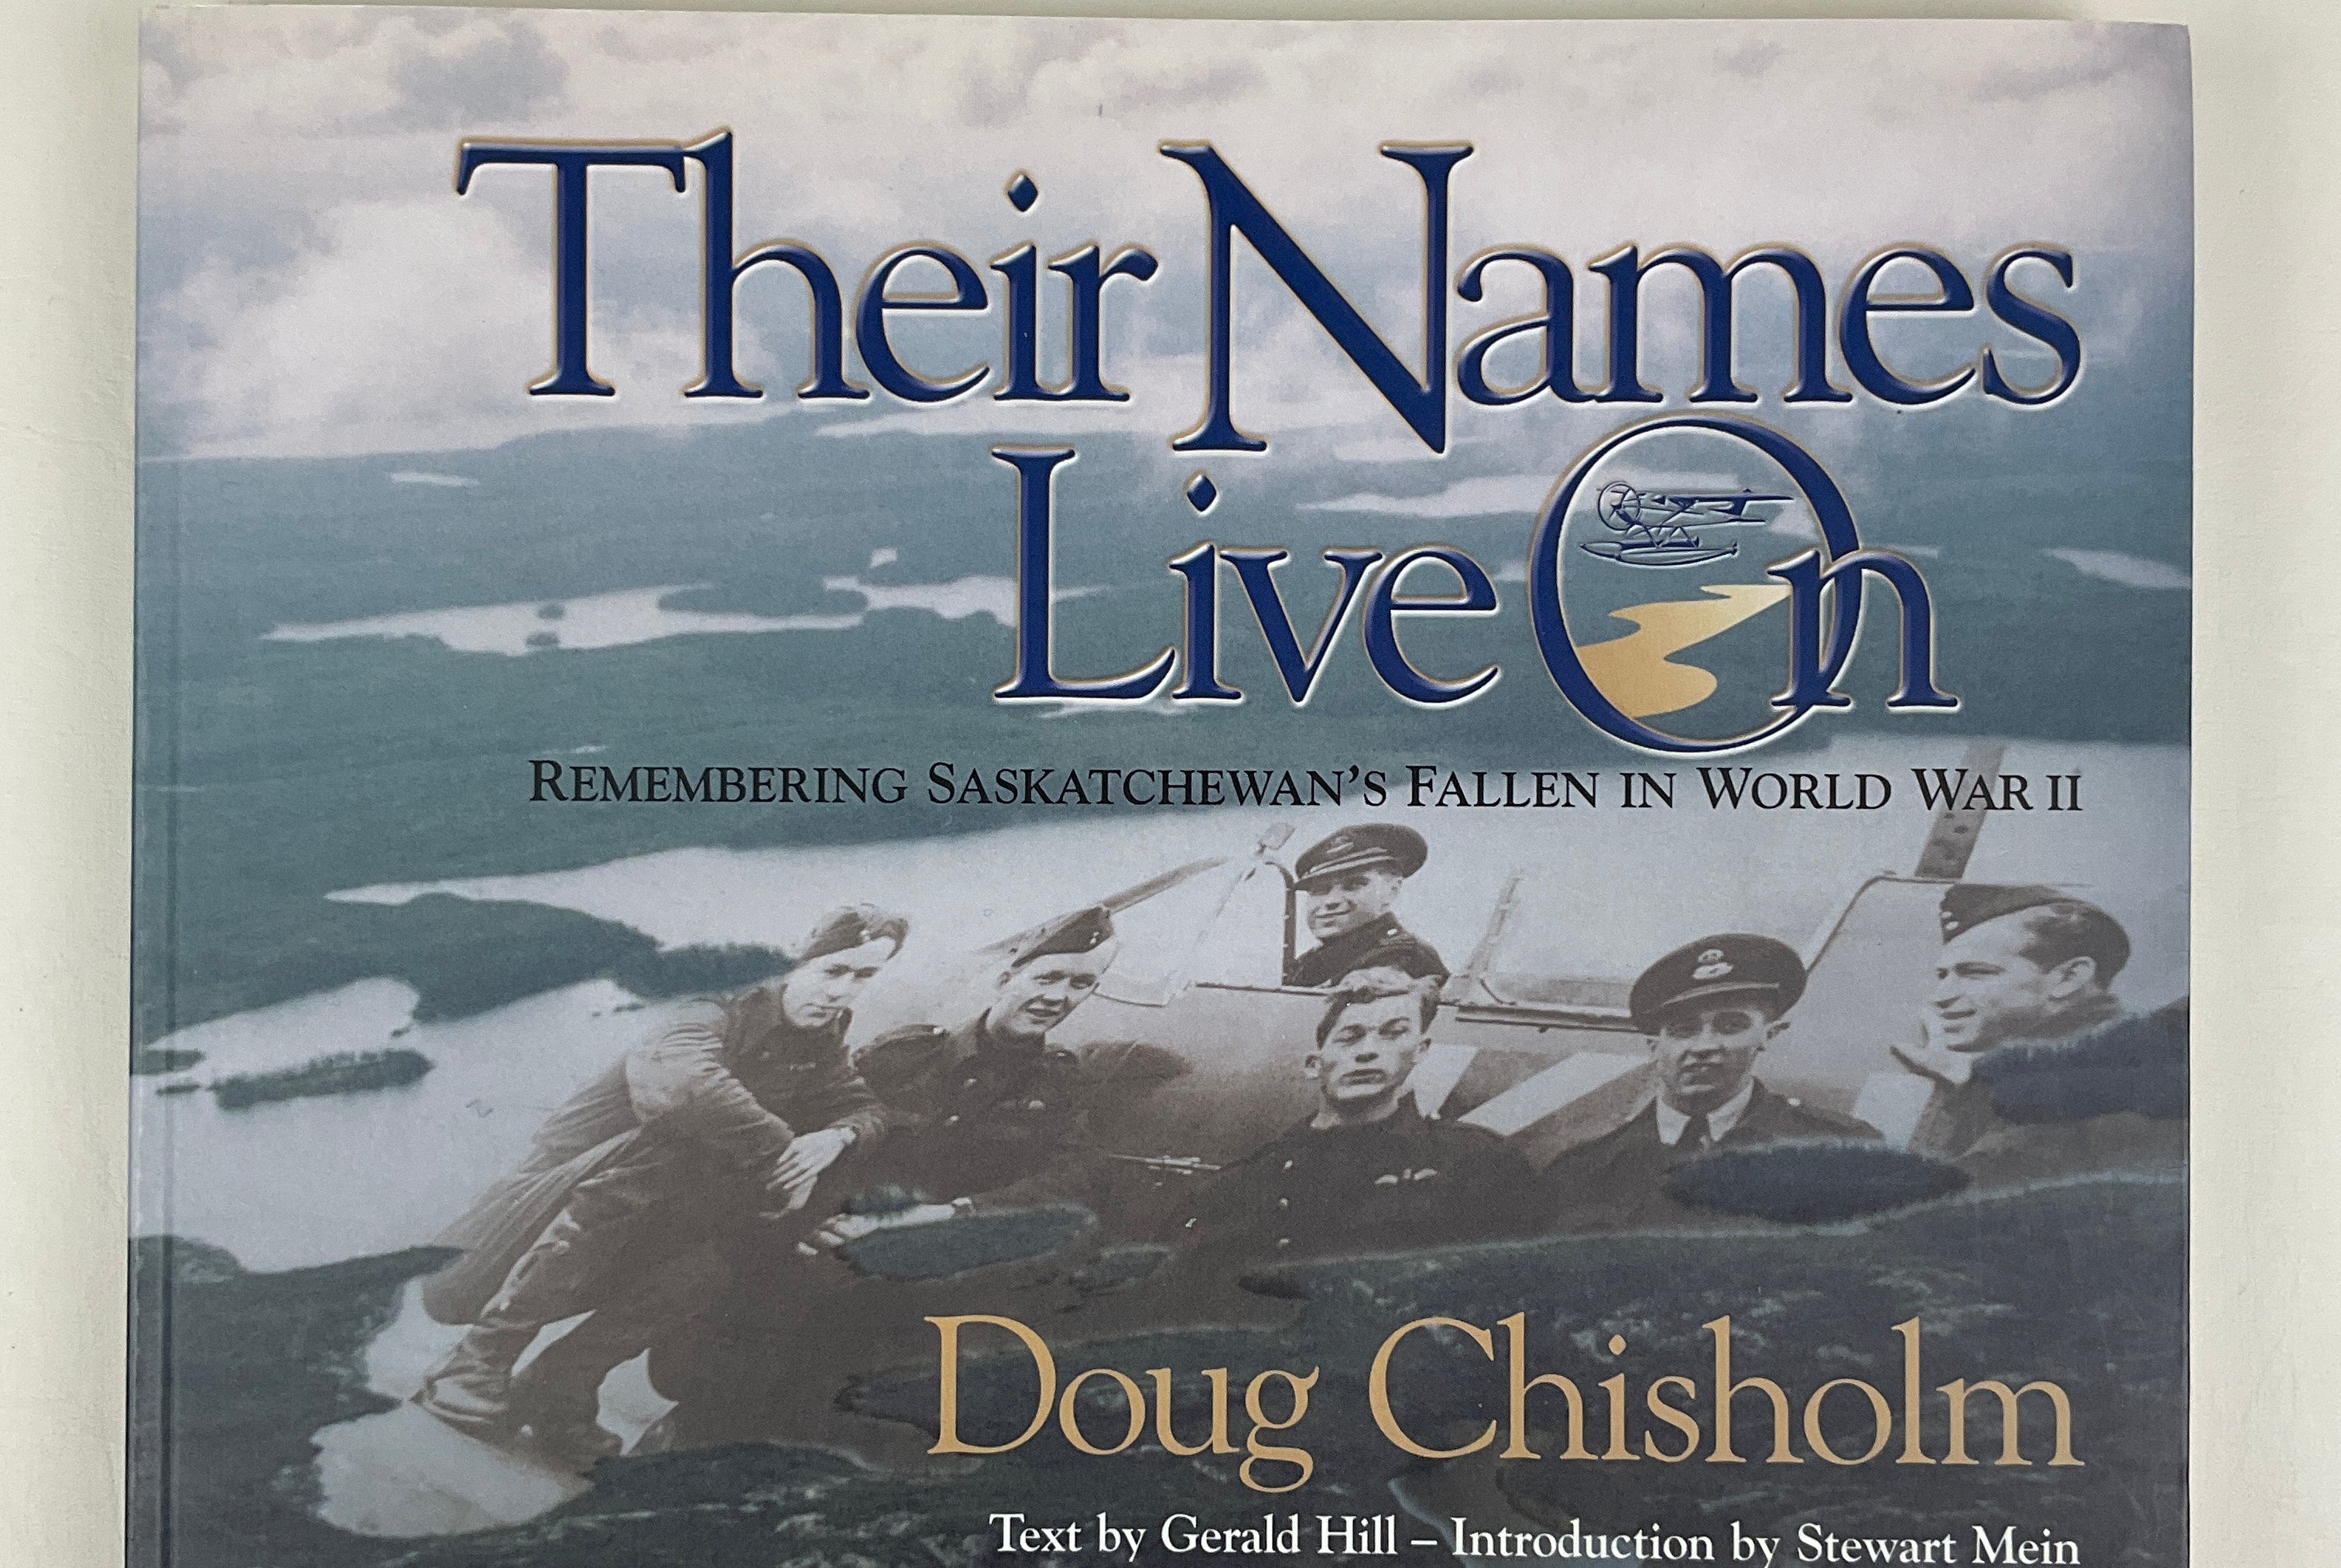 Their Names
Live On
Remembering Saskatchewan's Fallen in World War II
Doug Chisholm
Text by Gerald Hill – Introduction by Stewart Mein